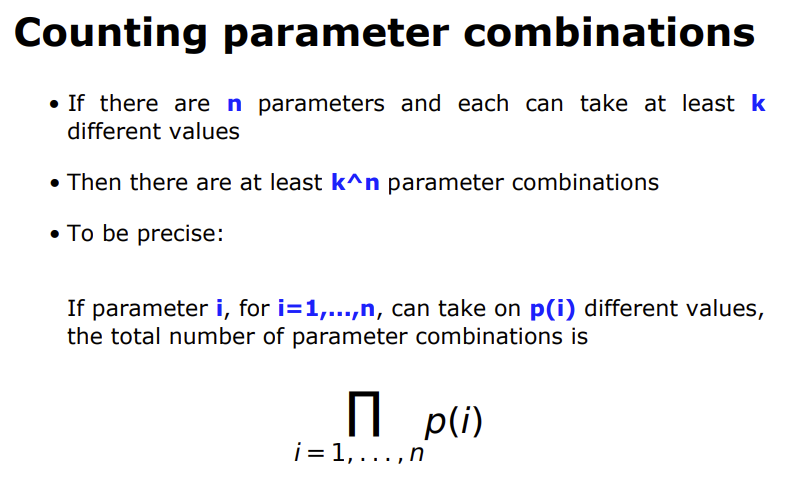 Counting parameter combinations
• If there are n parameters and each can take at least k
different values
• Then there are at least k^n parameter combinations
• To be precise:
If parameter i, for i=1,...,n, can take on p(i) different values,
the total number of parameter combinations is
∏ p(i)
i = 1, . . . , n